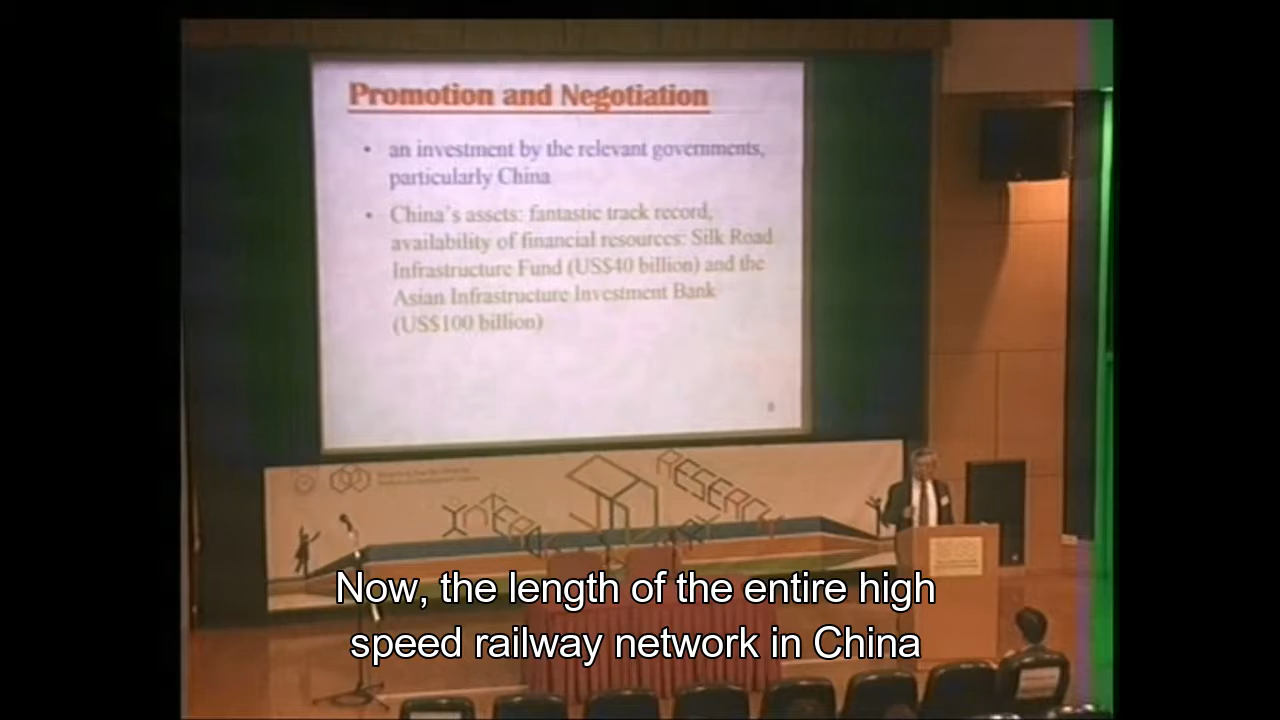 Promotion and Negotiation
• an investment by the relevant governments,
particularly China
• China's assets: fantastic track record,
availability of financial resources: Silk Road
Infrastructure Fund (US$40 billion) and the
Asian Infrastructure Investment Bank
(US$100 billion)
RESEARCH
Now, the length of the entire high
speed railway network in China